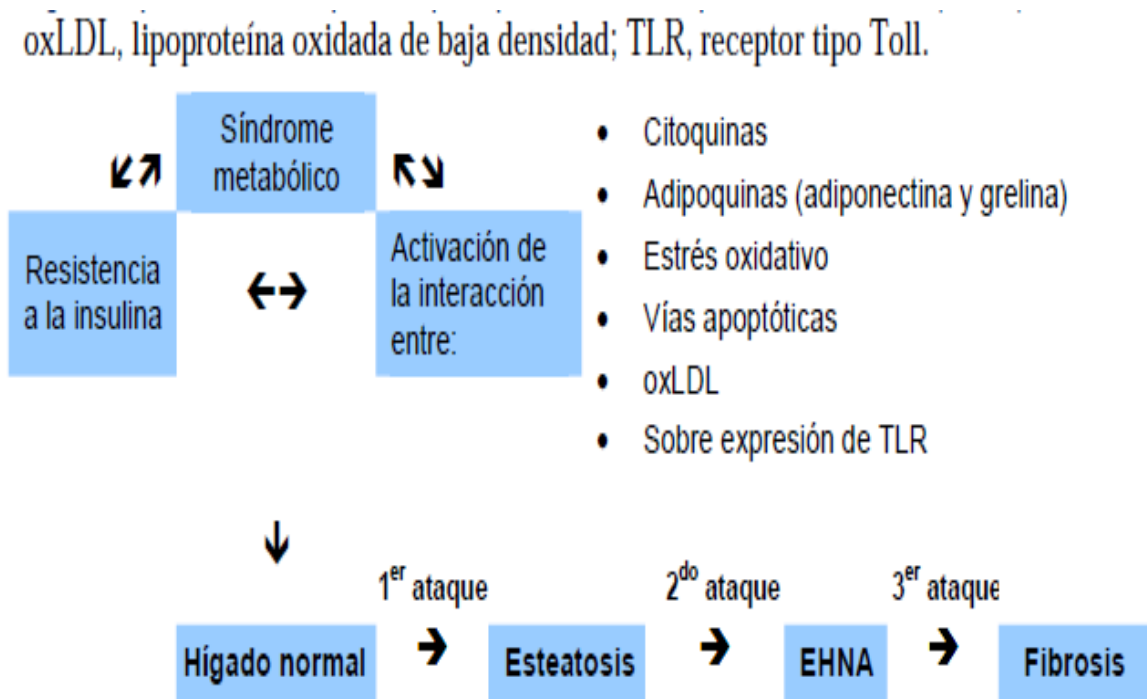 oxLDL, lipoproteína oxidada de baja densidad; TLR, receptor tipo Toll.
Síndrome
metabólico
Resistencia
a la insulina
Activación de
la interacción
entre:
• Citoquinas
• Adipoquinas (adiponectina y grelina)
• Estrés oxidativo
• Vías apoptóticas
• oxLDL
• Sobre expresión de TLR
1er ataque
2do ataque
3er ataque
Hígado normal
Esteatosis
EHNA
Fibrosis